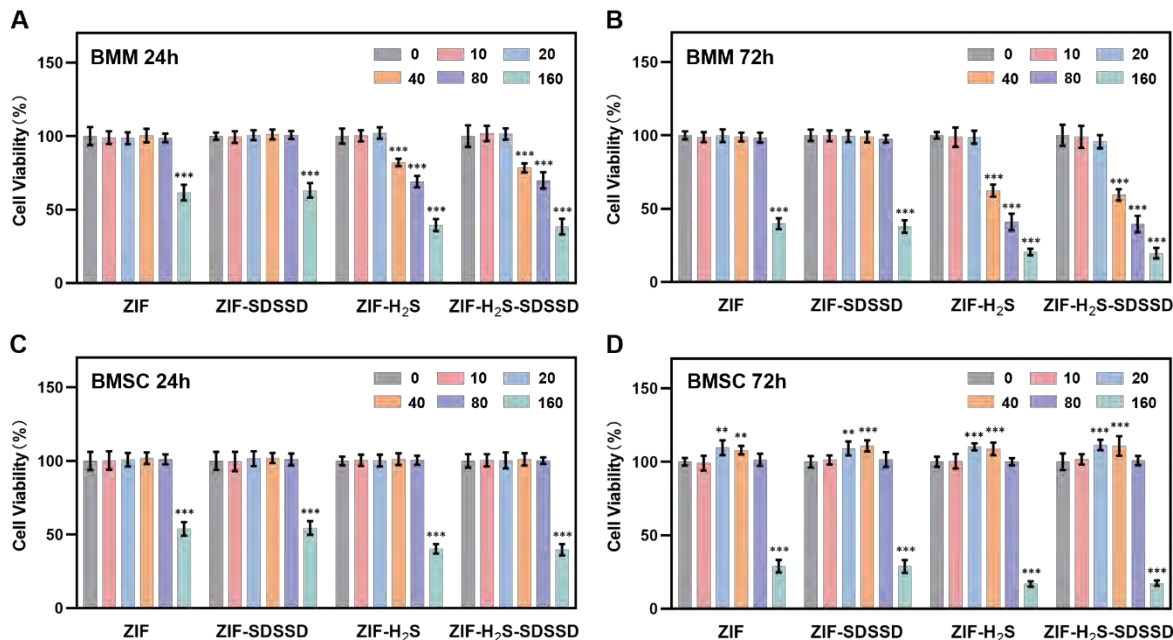 A
BMM 24h
0 10 20
40 80 160
Cell Viability (%)
150
100
50
0
*** *** *** *** *** *** *** ***
ZIF ZIF-SDSSD ZIF-H₂S ZIF-H₂S-SDSSD
B
BMM 72h
0 10 20
40 80 160
Cell Viability (%)
150
100
50
0
*** *** *** *** *** *** *** ***
ZIF ZIF-SDSSD ZIF-H₂S ZIF-H₂S-SDSSD
C
BMSC 24h
0 10 20
40 80 160
Cell Viability (%)
150
100
50
0
*** *** *** ***
ZIF ZIF-SDSSD ZIF-H₂S ZIF-H₂S-SDSSD
D
BMSC 72h
0 10 20
40 80 160
Cell Viability (%)
150
100
50
0
** ** *** ** *** *** *** *** *** *** *** ***
ZIF ZIF-SDSSD ZIF-H₂S ZIF-H₂S-SDSSD